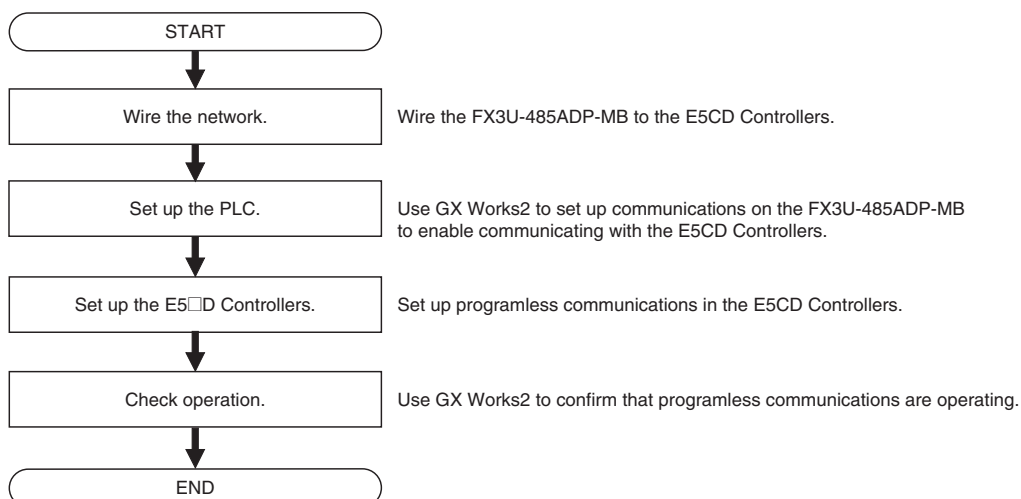 START
Wire the network.
Wire the FX3U-485ADP-MB to the E5CD Controllers.
Set up the PLC.
Use GX Works2 to set up communications on the FX3U-485ADP-MB
to enable communicating with the E5CD Controllers.
Set up the E5□D Controllers.
Set up programless communications in the E5CD Controllers.
Check operation.
Use GX Works2 to confirm that programless communications are operating.
END